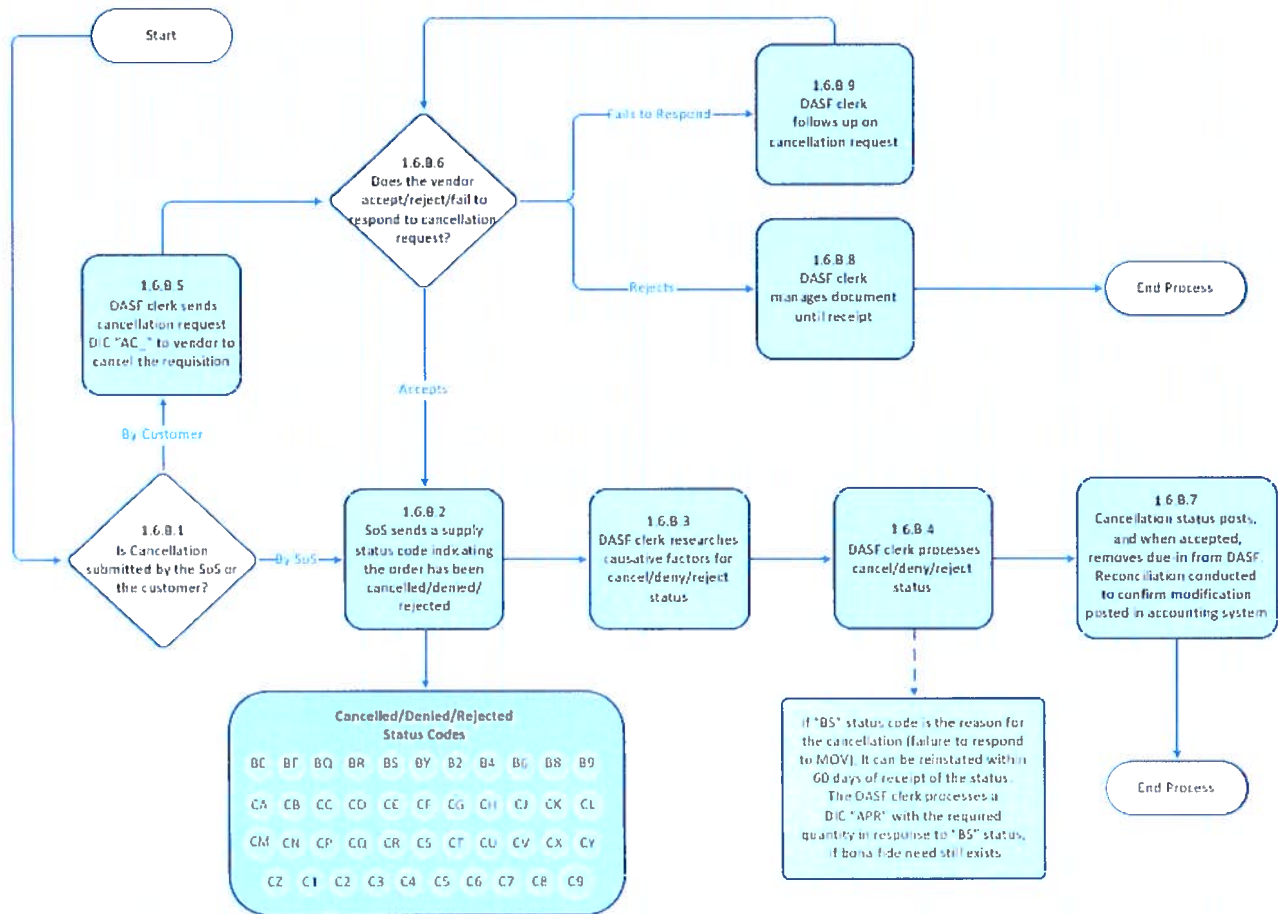 Start
1.6.B.9
DASF clerk
follows up on
cancellation request
Fails to Respond
1.6.B.6
Does the vendor
accept/reject/fail to
respond to cancellation
request?
1.6.B.5
DASF clerk sends
cancellation request
DIC "AC_" to vendor to
cancel the requisition
1.6.B.8
DASF clerk
manages document
until receipt
Rejects
End Process
Accepts
By Customer
1.6.B.1
Is Cancellation
submitted by the SoS or
the customer?
By SoS
1.6.B.2
SoS sends a supply
status code indicating
the order has been
cancelled/denied/
rejected
1.6.B.3
DASF clerk researches
causative factors for
cancel/deny/reject
status
1.6.B.4
DASF clerk processes
cancel/deny/reject
status
1.6.B.7
Cancellation status posts,
and when accepted,
removes due-in from DASF.
Reconciliation conducted
to confirm modification
posted in accounting system
Cancelled/Denied/Rejected
Status Codes
BF BQ BR BS BY B2 B4 B6 B8 B9
CA CB CC CD CE CF CG CH CJ CK CL
CM CN CP CQ CR CS CT CU CV CX CY
CZ C1 C2 C3 C4 C5 C6 C7 C8 C9
If "BS" status code is the reason for
the cancellation (failure to respond
to MOV). It can be reinstated within
60 days of receipt of the status.
The DASF clerk processes a
DIC "APR" with the required
quantity in response to "BS" status,
if bona fide need still exists
End Process